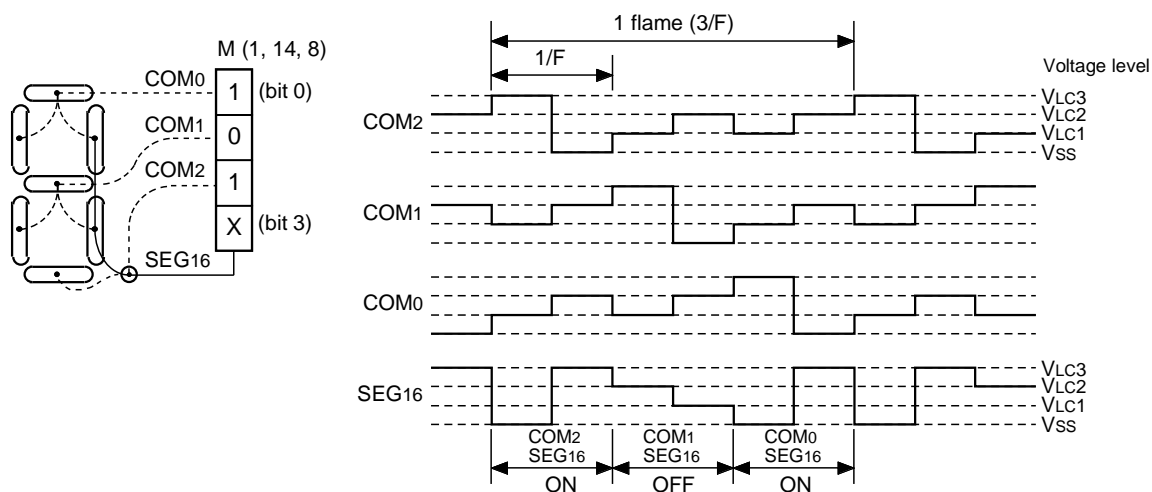 M (1, 14, 8)
COM0
1
(bit 0)
COM1
0
COM2
1
X
(bit 3)
SEG16
1 flame (3/F)
1/F
Voltage level
COM2
VLC3
VLC2
VLC1
VSS
COM1
COM0
SEG16
VLC3
VLC2
VLC1
VSS
COM2 COM1 COM0
SEG16 SEG16 SEG16
ON OFF ON